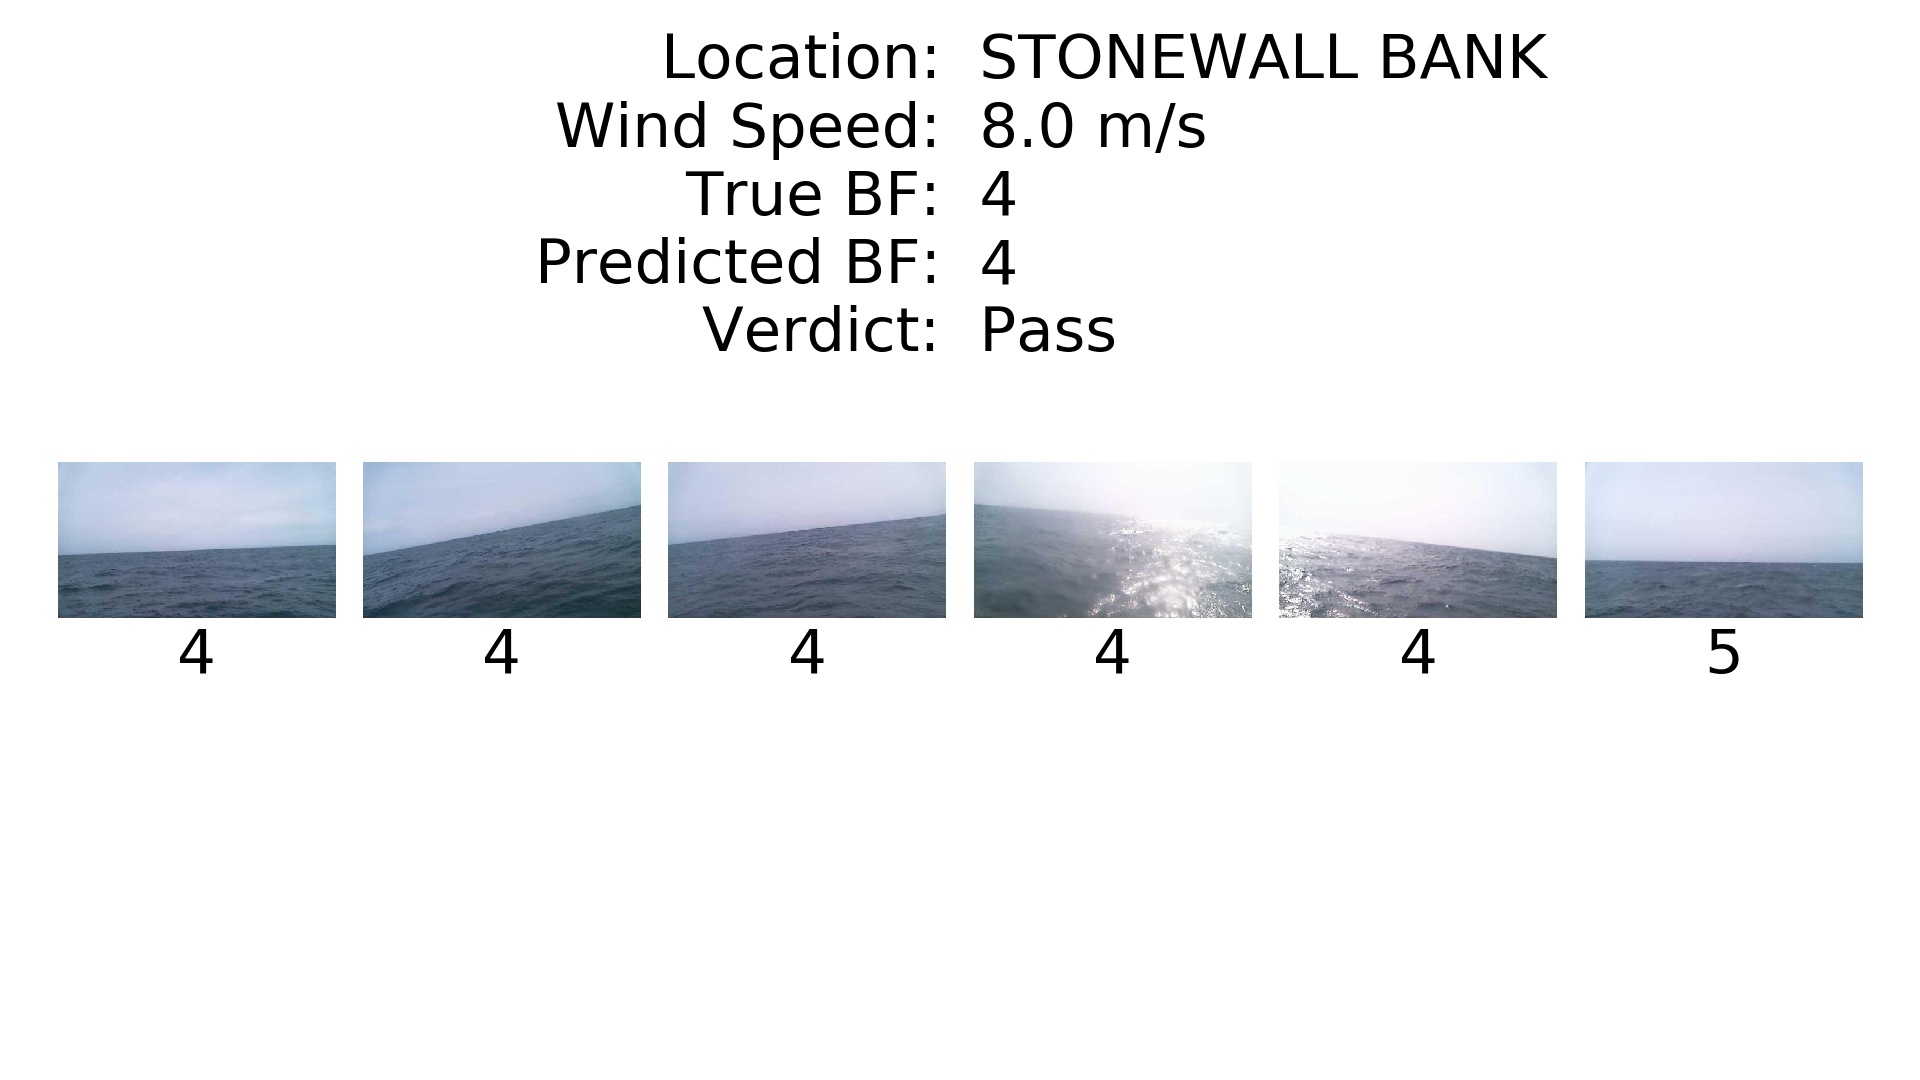 Location: STONEWALL BANK
Wind Speed: 8.0 m/s
True BF: 4
Predicted BF: 4
Verdict: Pass
4 4 4 4 4 5